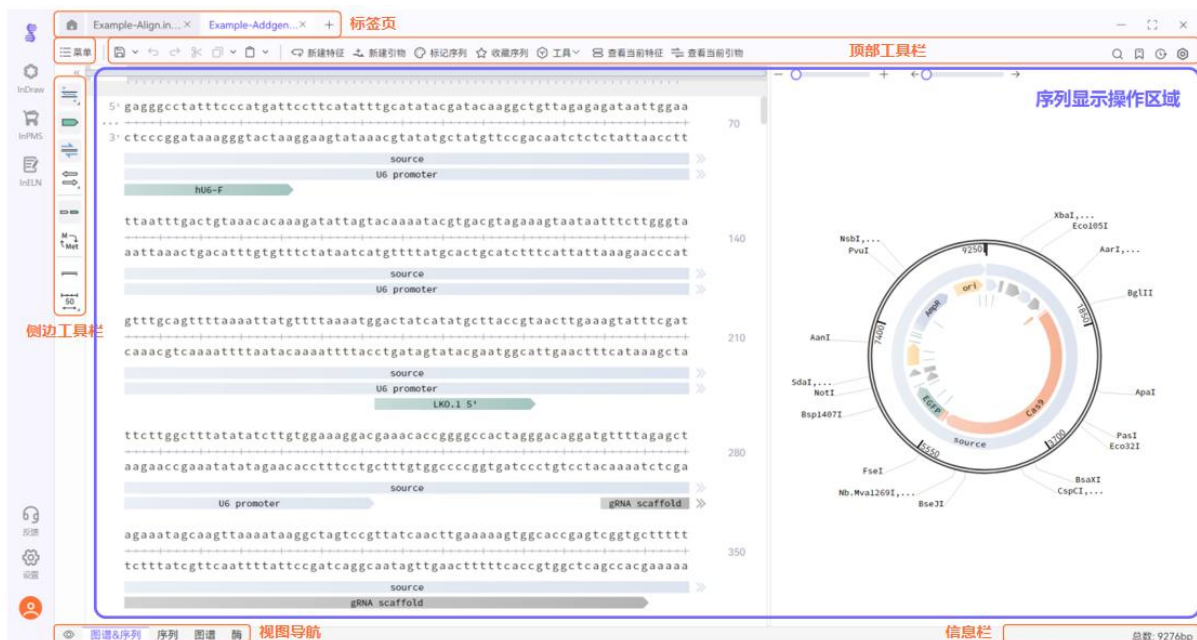 Example-Align.in...
Example-Addgen...
标签页
菜单
新建特征
新建引物
标记序列
收藏序列
工具
查看当前特征
查看当前引物
顶部工具栏
InDraw
InPMS
InELN
M
Met
50
侧边工具栏
反馈
设置
序列显示操作区域
5' gagggcctatttcccatgattccttcatatttgcatatacgatacaaggctgttagagagataattggaa
70
3' ctcccggataaagggtactaaggaagtataaacgtatatgctatgttccgacaatctctctattaacctt
source
U6 promoter
hU6-F
ttaatttgactgtaaacacaaagatattagtacaaaatacgtgacgtagaaagtaataatttcttgggta
140
aattaaactgacatttgtgtttctataatcatgttttatgcactgcatctttcattattaaagaacccat
source
U6 promoter
gtttgcagttttaaaattatgttttaaaatggactatcatatgcttaccgtaacttgaaagtatttcgat
210
caaacgtcaaaattttaatacaaaattttacctgatagtatacgaatggcattgaactttcataaagcta
source
U6 promoter
LKO.1 5'
ttcttggctttatatatcttgtggaaaggacgaaacaccggggccactagggacaggatgttttagagct
280
aagaaccgaaatatatagaacacctttcctgctttgtggccccggtgatccctgtcctacaaaatctcga
source
U6 promoter
gRNA scaffold
agaaatagcaagttaaaataaggctagtccgttatcaacttgaaaaagtggcaccgagtcggtgcttttt
350
tctttatcgttcaattttattccgatcaggcaatagttgaactttttcaccgtggctcagccacgaaaaa
source
gRNA scaffold
XbaI,...
Eco105I
NsbI,...
PvuI
AarI,...
BglII
AanI
SdaI,...
NotI
Bsp1407I
ApaI
PasI
Eco32I
BsaXI
CspCI,...
FseI
Nb.Mva1269I,...
BseJI
9250
1850
3700
5550
7400
ori
AmpR
EGFP
Cas9
source
图谱&序列
序列
图谱
酶
视图导航
信息栏
总数: 9276bp